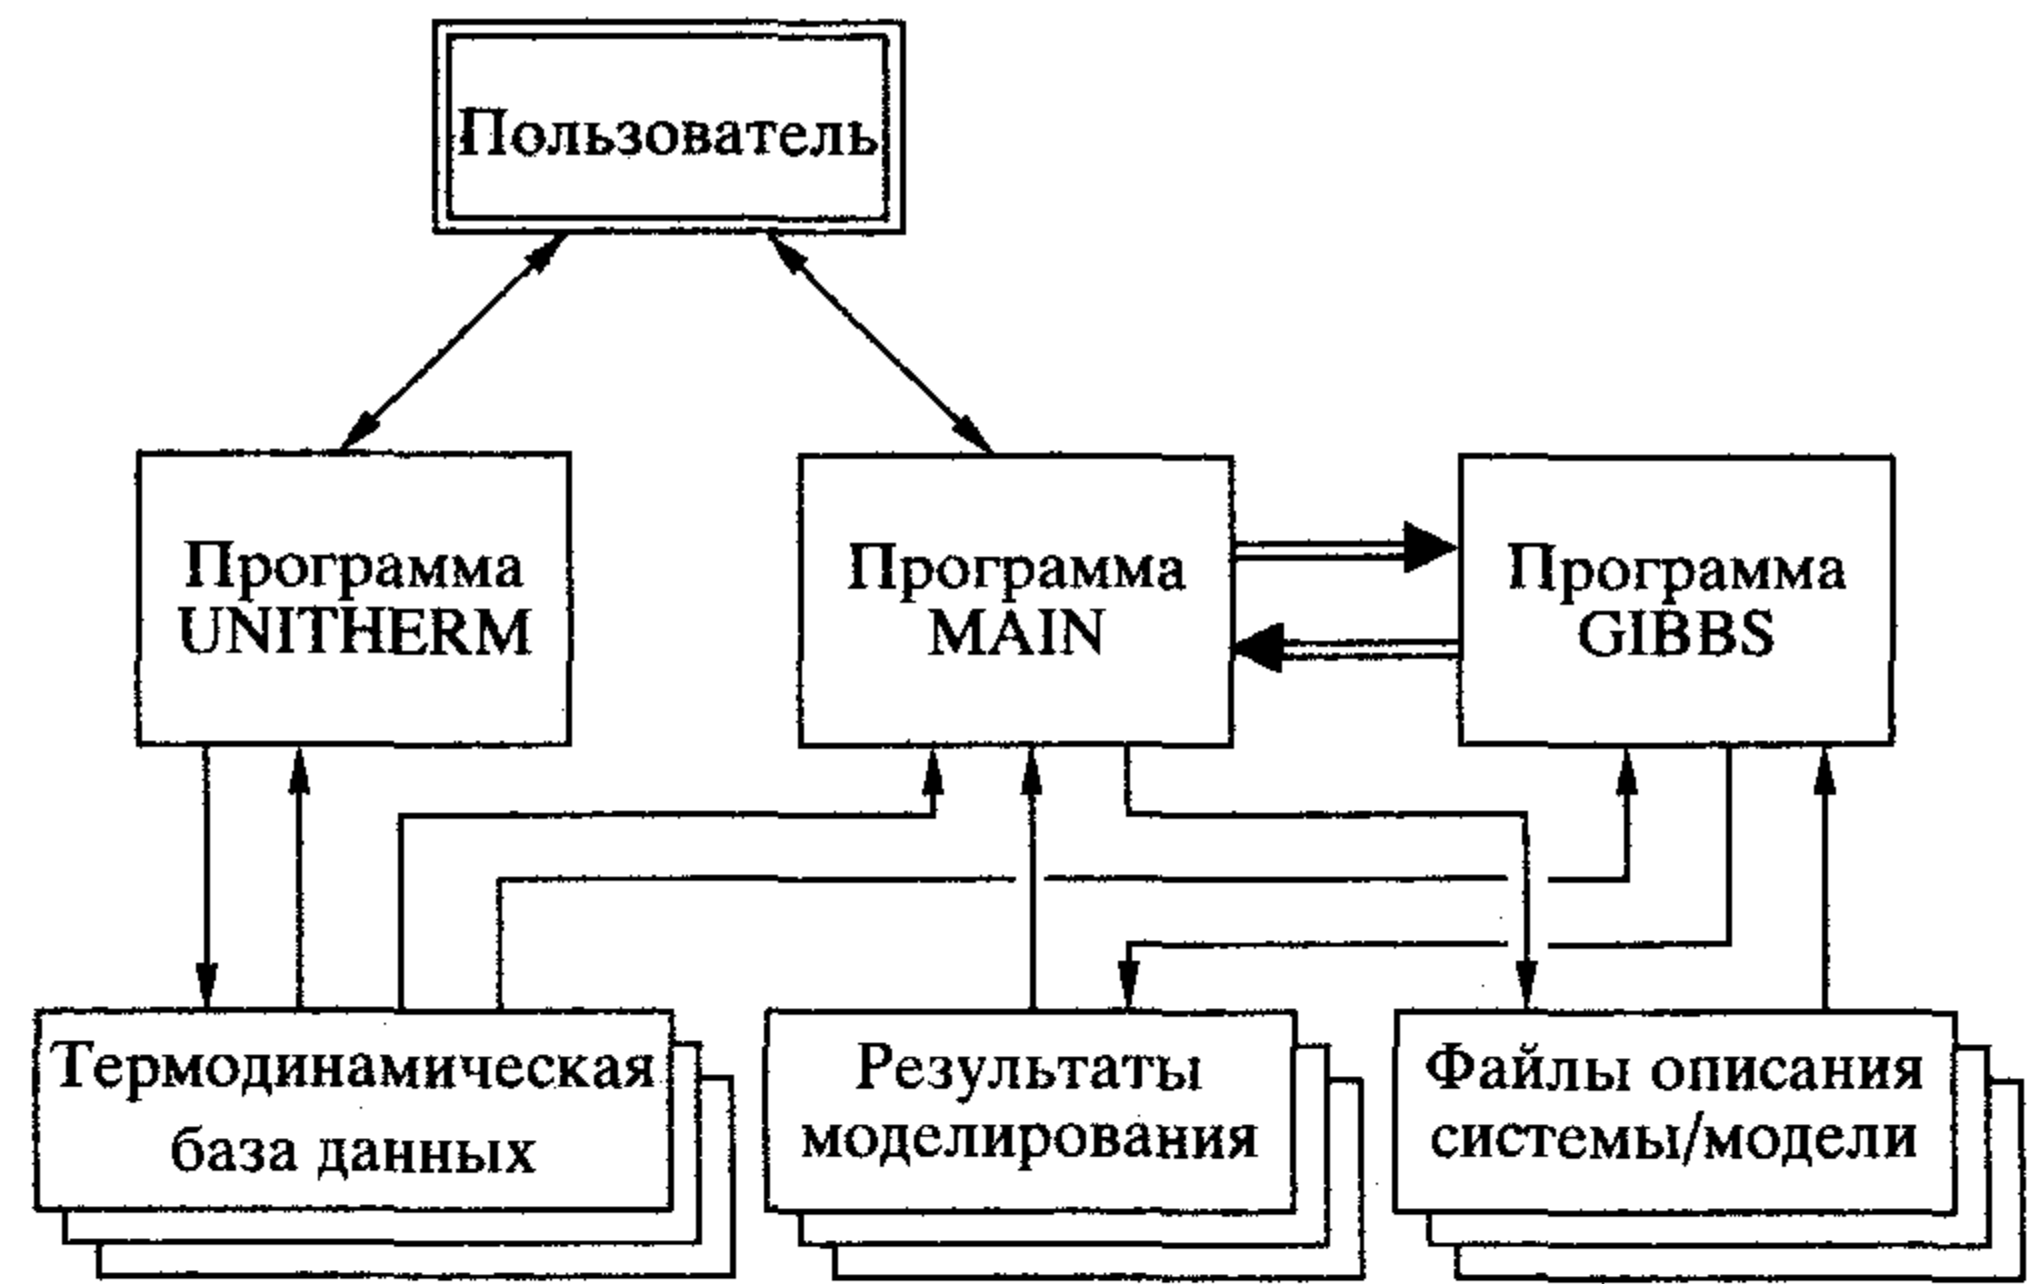 Пользователь
Программа
UNITHERM
Программа
MAIN
Программа
GIBBS
Термодинамическая
база данных
Результаты
моделирования
Файлы описания
системы/модели